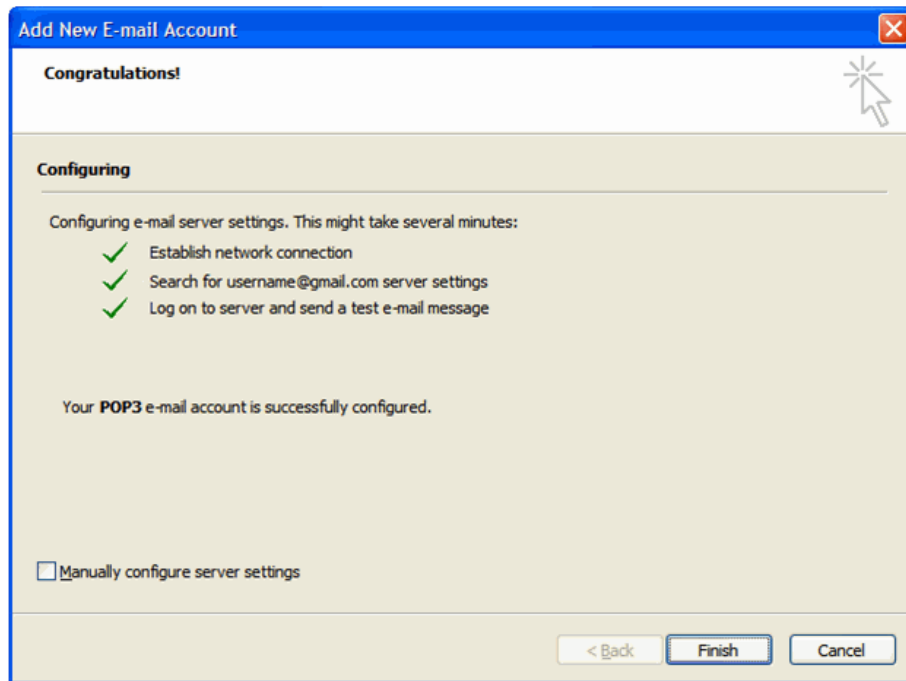 Add New E-mail Account
Congratulations!
Configuring
Configuring e-mail server settings. This might take several minutes:
Establish network connection
Search for username@gmail.com server settings
Log on to server and send a test e-mail message
Your POP3 e-mail account is successfully configured.
Manually configure server settings
< Back Finish Cancel